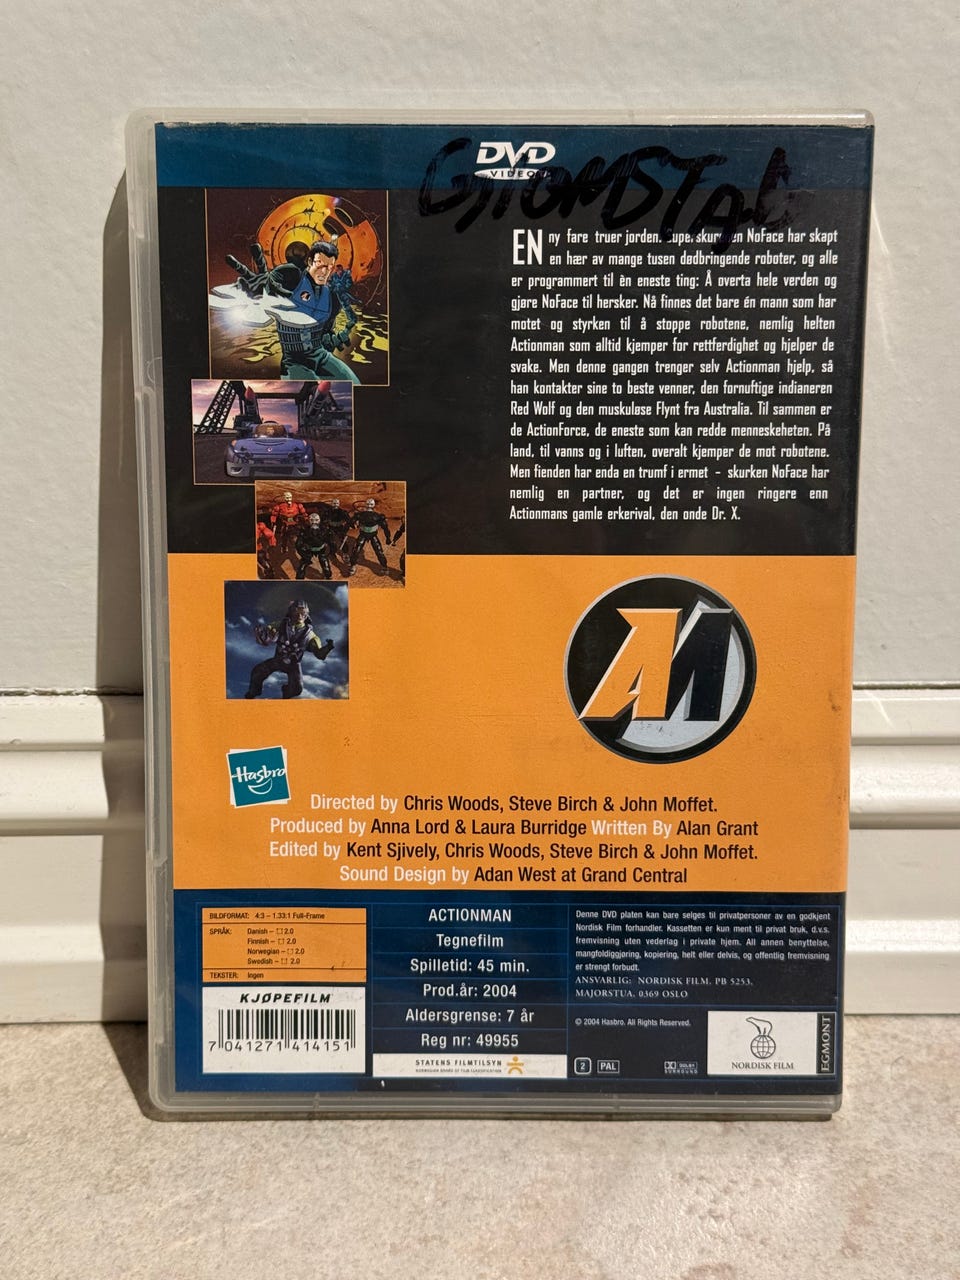 DVD
VIDEO
EN ny fare truer jorden. Superskurken NoFace har skapt
en hær av mange tusen dødbringende roboter, og alle
er programmert til èn eneste ting: Å overta hele verden og
gjøre NoFace til hersker. Nå finnes det bare én mann som har
motet og styrken til å stoppe robotene, nemlig helten
Actionman som alltid kjemper for rettferdighet og hjelper de
svake. Men denne gangen trenger selv Actionman hjelp, så
han kontakter sine to beste venner, den fornuftige indianeren
Red Wolf og den muskuløse Flynt fra Australia. Til sammen er
de ActionForce, de eneste som kan redde menneskeheten. På
land, til vanns og i luften, overalt kjemper de mot robotene.
Men fienden har enda en trumf i ermet - skurken NoFace har
nemlig en partner, og det er ingen ringere enn
Actionmans gamle erkerival, den onde Dr. X.
AM
Hasbro
Directed by Chris Woods, Steve Birch & John Moffet.
Produced by Anna Lord & Laura Burridge Written By Alan Grant
Edited by Kent Sjively, Chris Woods, Steve Birch & John Moffet.
Sound Design by Adan West at Grand Central
BILDFORMAT: 4:3 – 1.33:1 Full-Frame
SPRÅK: Danish – 2.0
Finnish – 2.0
Norwegian – 2.0
Swedish – 2.0
TEKSTER: Ingen
KJØPEFILM
7 041271 414151
ACTIONMAN
Tegnefilm
Spilletid: 45 min.
Prod.år: 2004
Aldersgrense: 7 år
Reg nr: 49955
STATENS FILMTILSYN
NORWEGIAN BOARD OF FILM CLASSIFICATION
Denne DVD platen kan bare selges til privatpersoner av en godkjent
Nordisk Film forhandler. Kassetten er kun ment til privat bruk, d.v.s.
fremvisning uten vederlag i private hjem. All annen benyttelse,
mangfoldiggjøring, kopiering, helt eller delvis, og offentlig fremvisning
er strengt forbudt.
ANSVARLIG: NORDISK FILM, PB 5253,
MAJORSTUA, 0369 OSLO
© 2004 Hasbro. All Rights Reserved.
2 PAL
DOLBY
SURROUND
NORDISK FILM
EGMONT